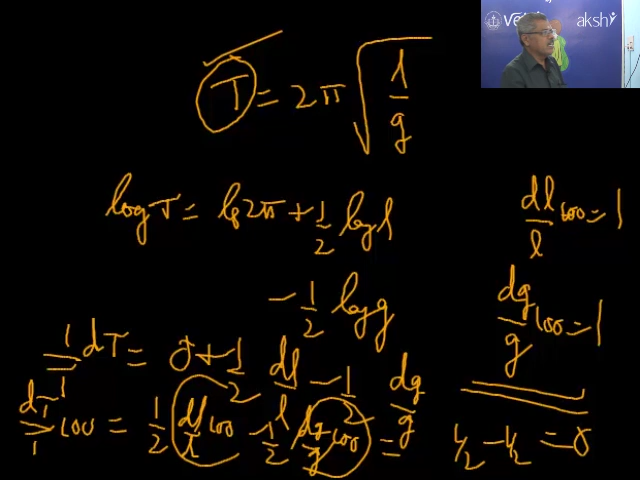 T = 2π √(l/g)
log T = log 2π + 1/2 log l
- 1/2 log g
1/T dT = 0 + 1/2 dl/l - 1/2 dg/g
dT/T 100 = 1/2 dl/l 100 - 1/2 dg/g 100 =
dl/l 100 = 1
dg/g 100 = 1
1/2 - 1/2 = 0
akshi